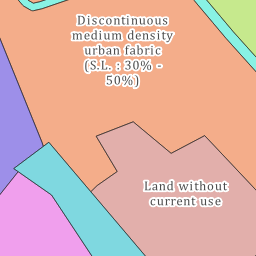 Discontinuous
medium density
urban fabric
(S.L. : 30% -
50%)
Land without
current use